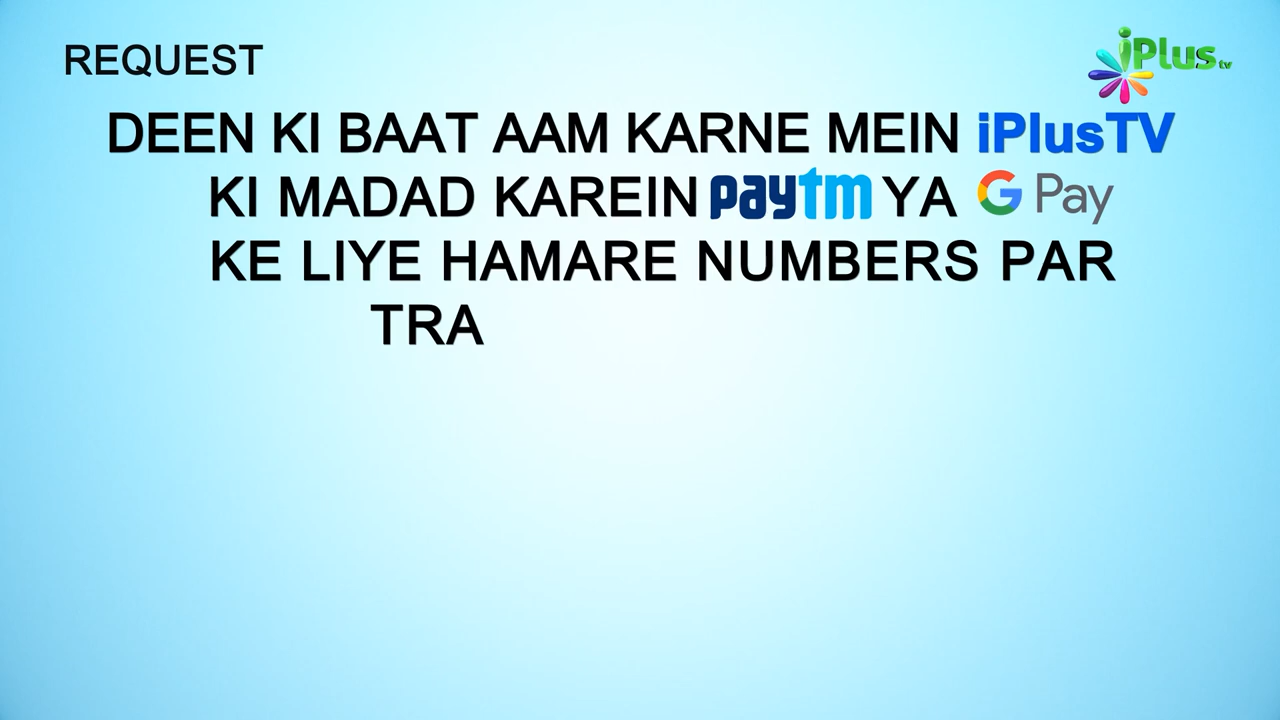 REQUEST
iPlus tv
DEEN KI BAAT AAM KARNE MEIN iPlusTV
KI MADAD KAREIN paytm YA G Pay
KE LIYE HAMARE NUMBERS PAR
TRA